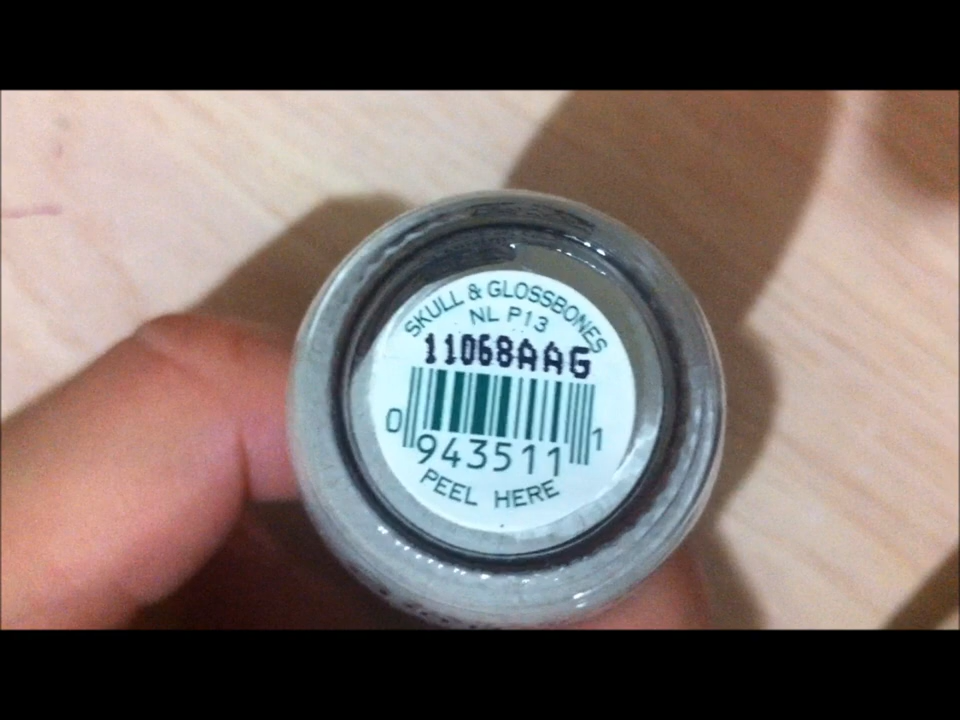 SKULL & GLOSSBONES
NL P13
11068AAG
0 943511 1
PEEL HERE